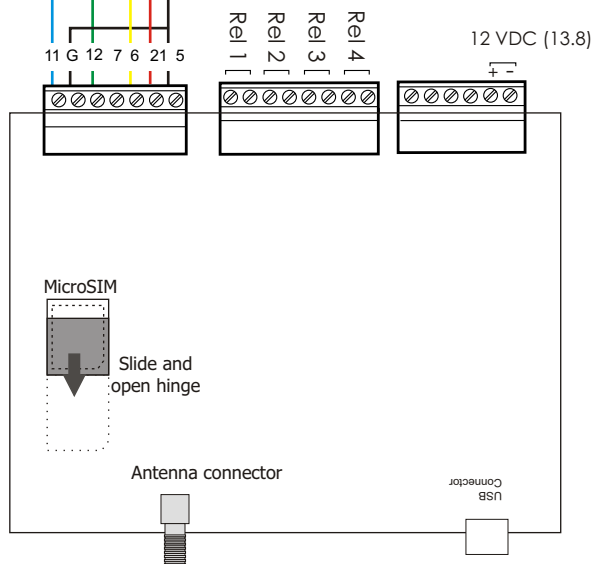 Rel 1
Rel 2
Rel 3
Rel 4
12 VDC (13.8)
11 G 12 7 6 21 5
+ -
MicroSIM
Slide and
open hinge
Antenna connector
USB
Connector